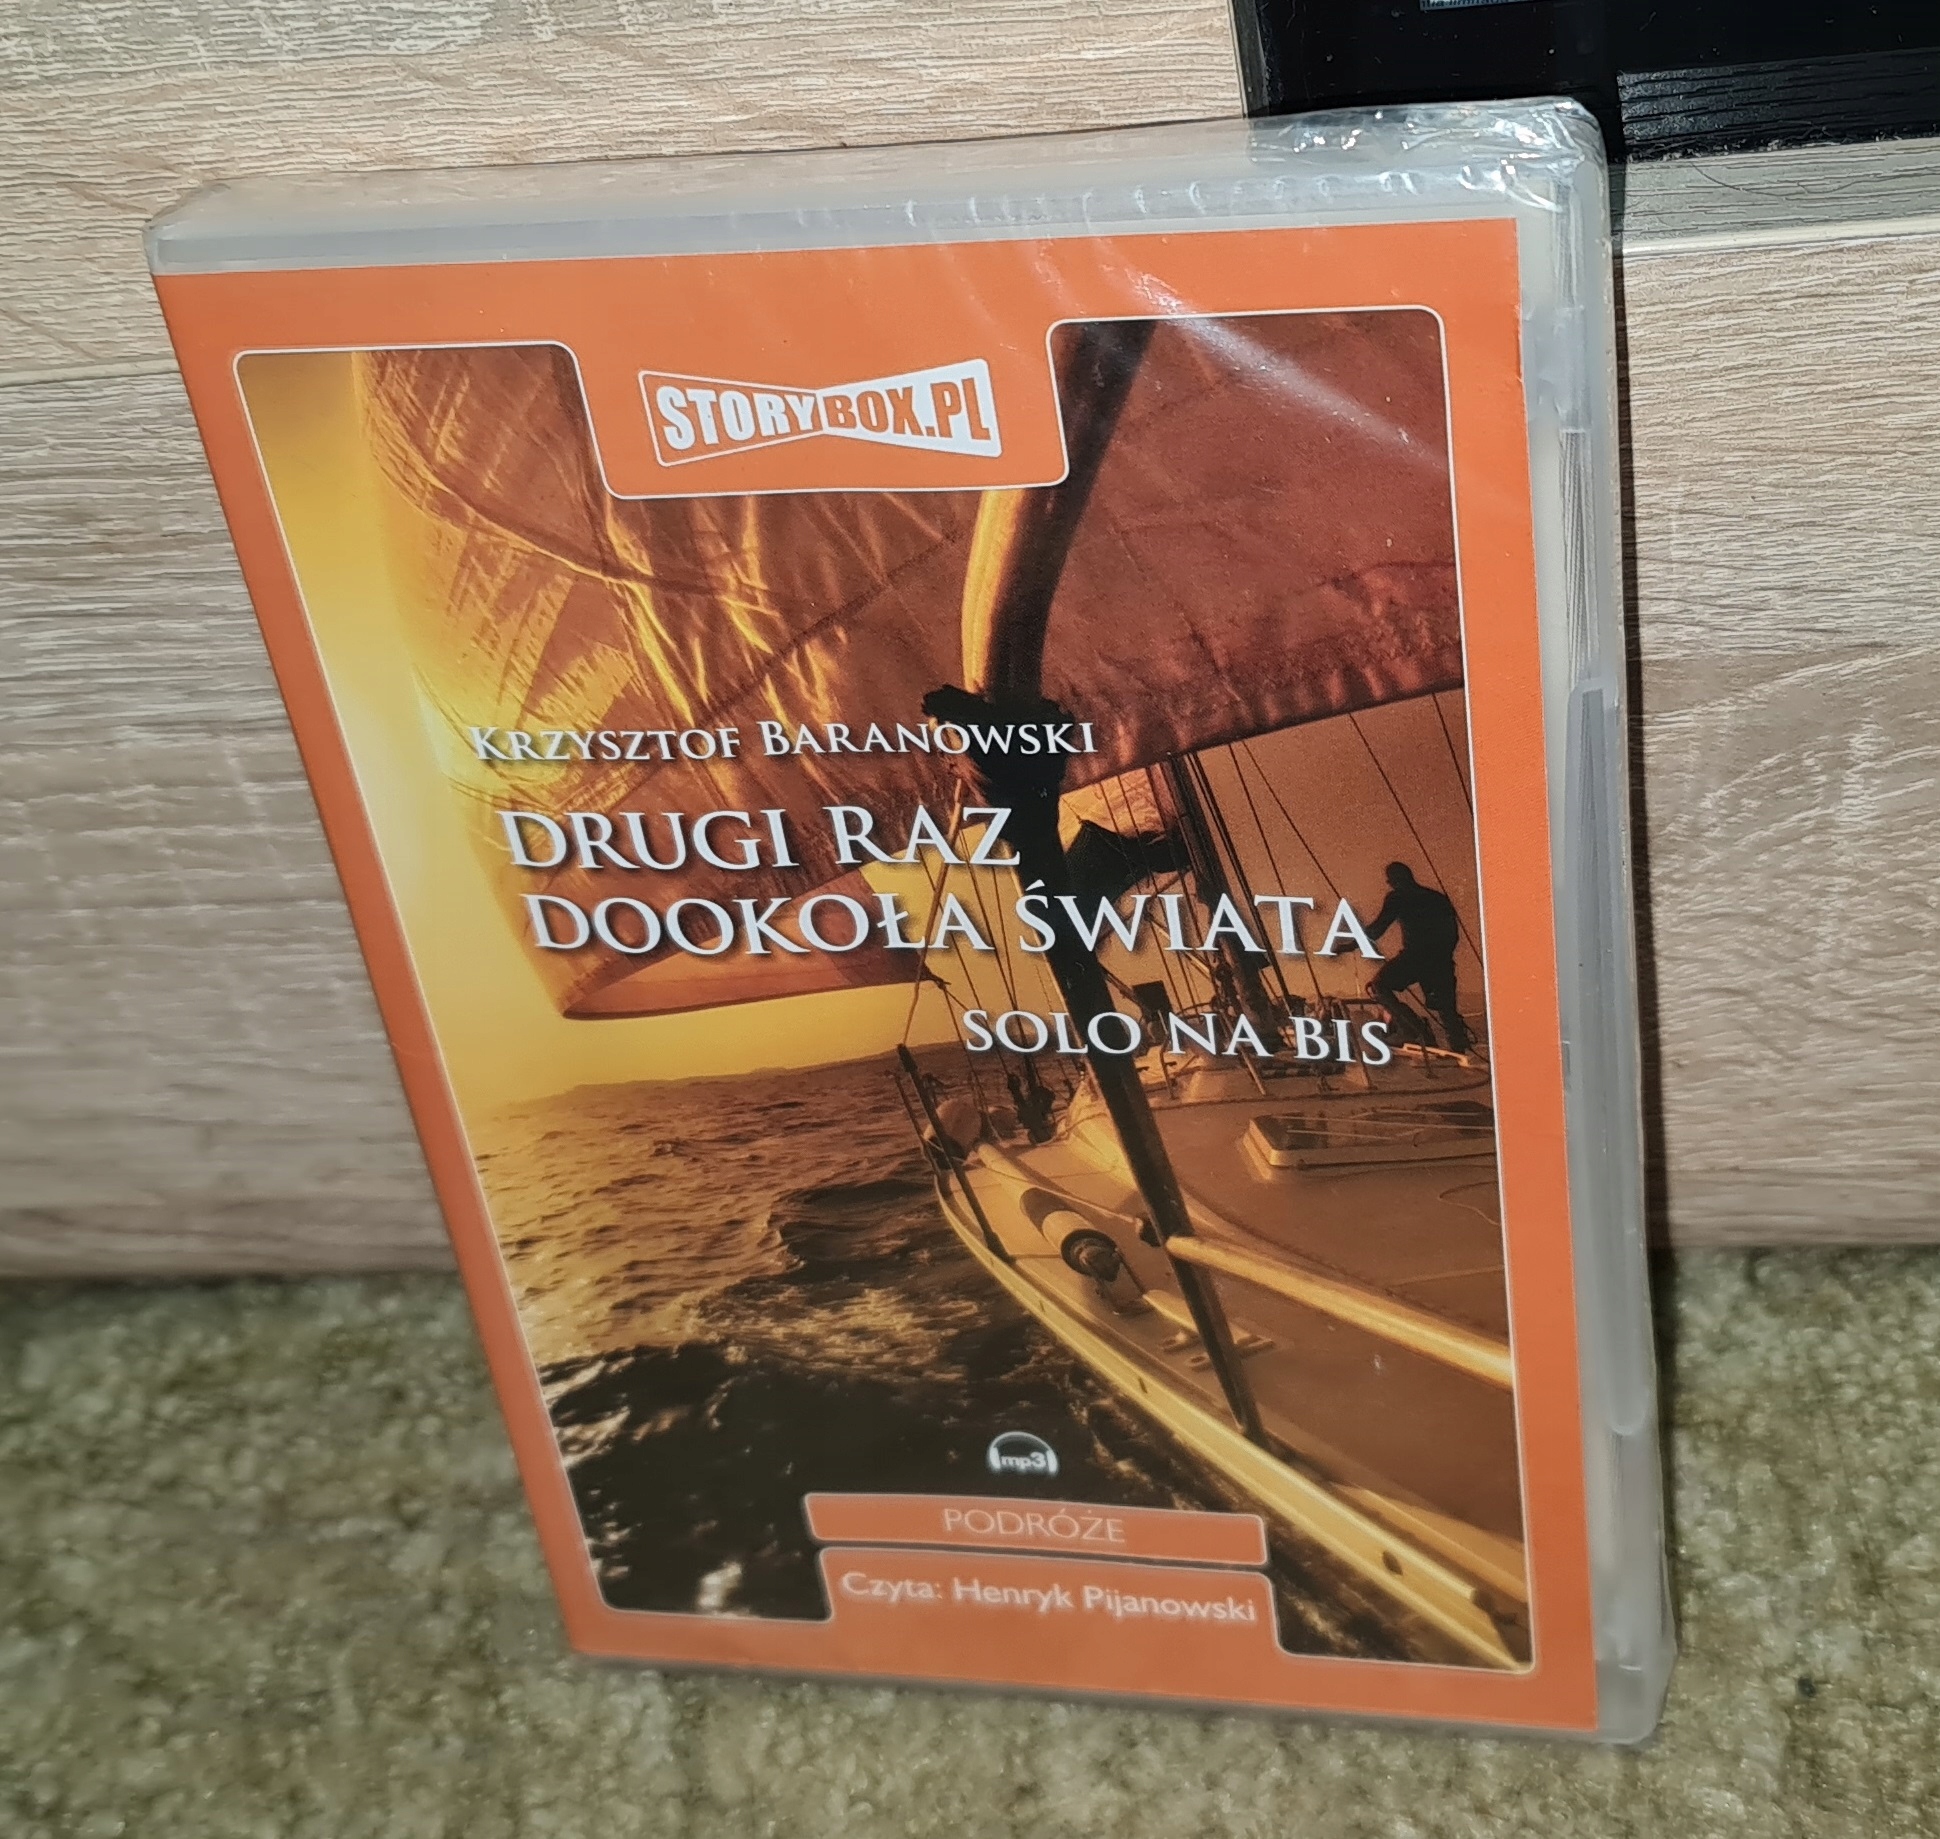 STORYBOX.PL
KRZYSZTOF BARANOWSKI
DRUGI RAZ
DOOKOŁA ŚWIATA
SOLO NA BIS
mp3
PODRÓŻE
Czyta: Henryk Pijanowski